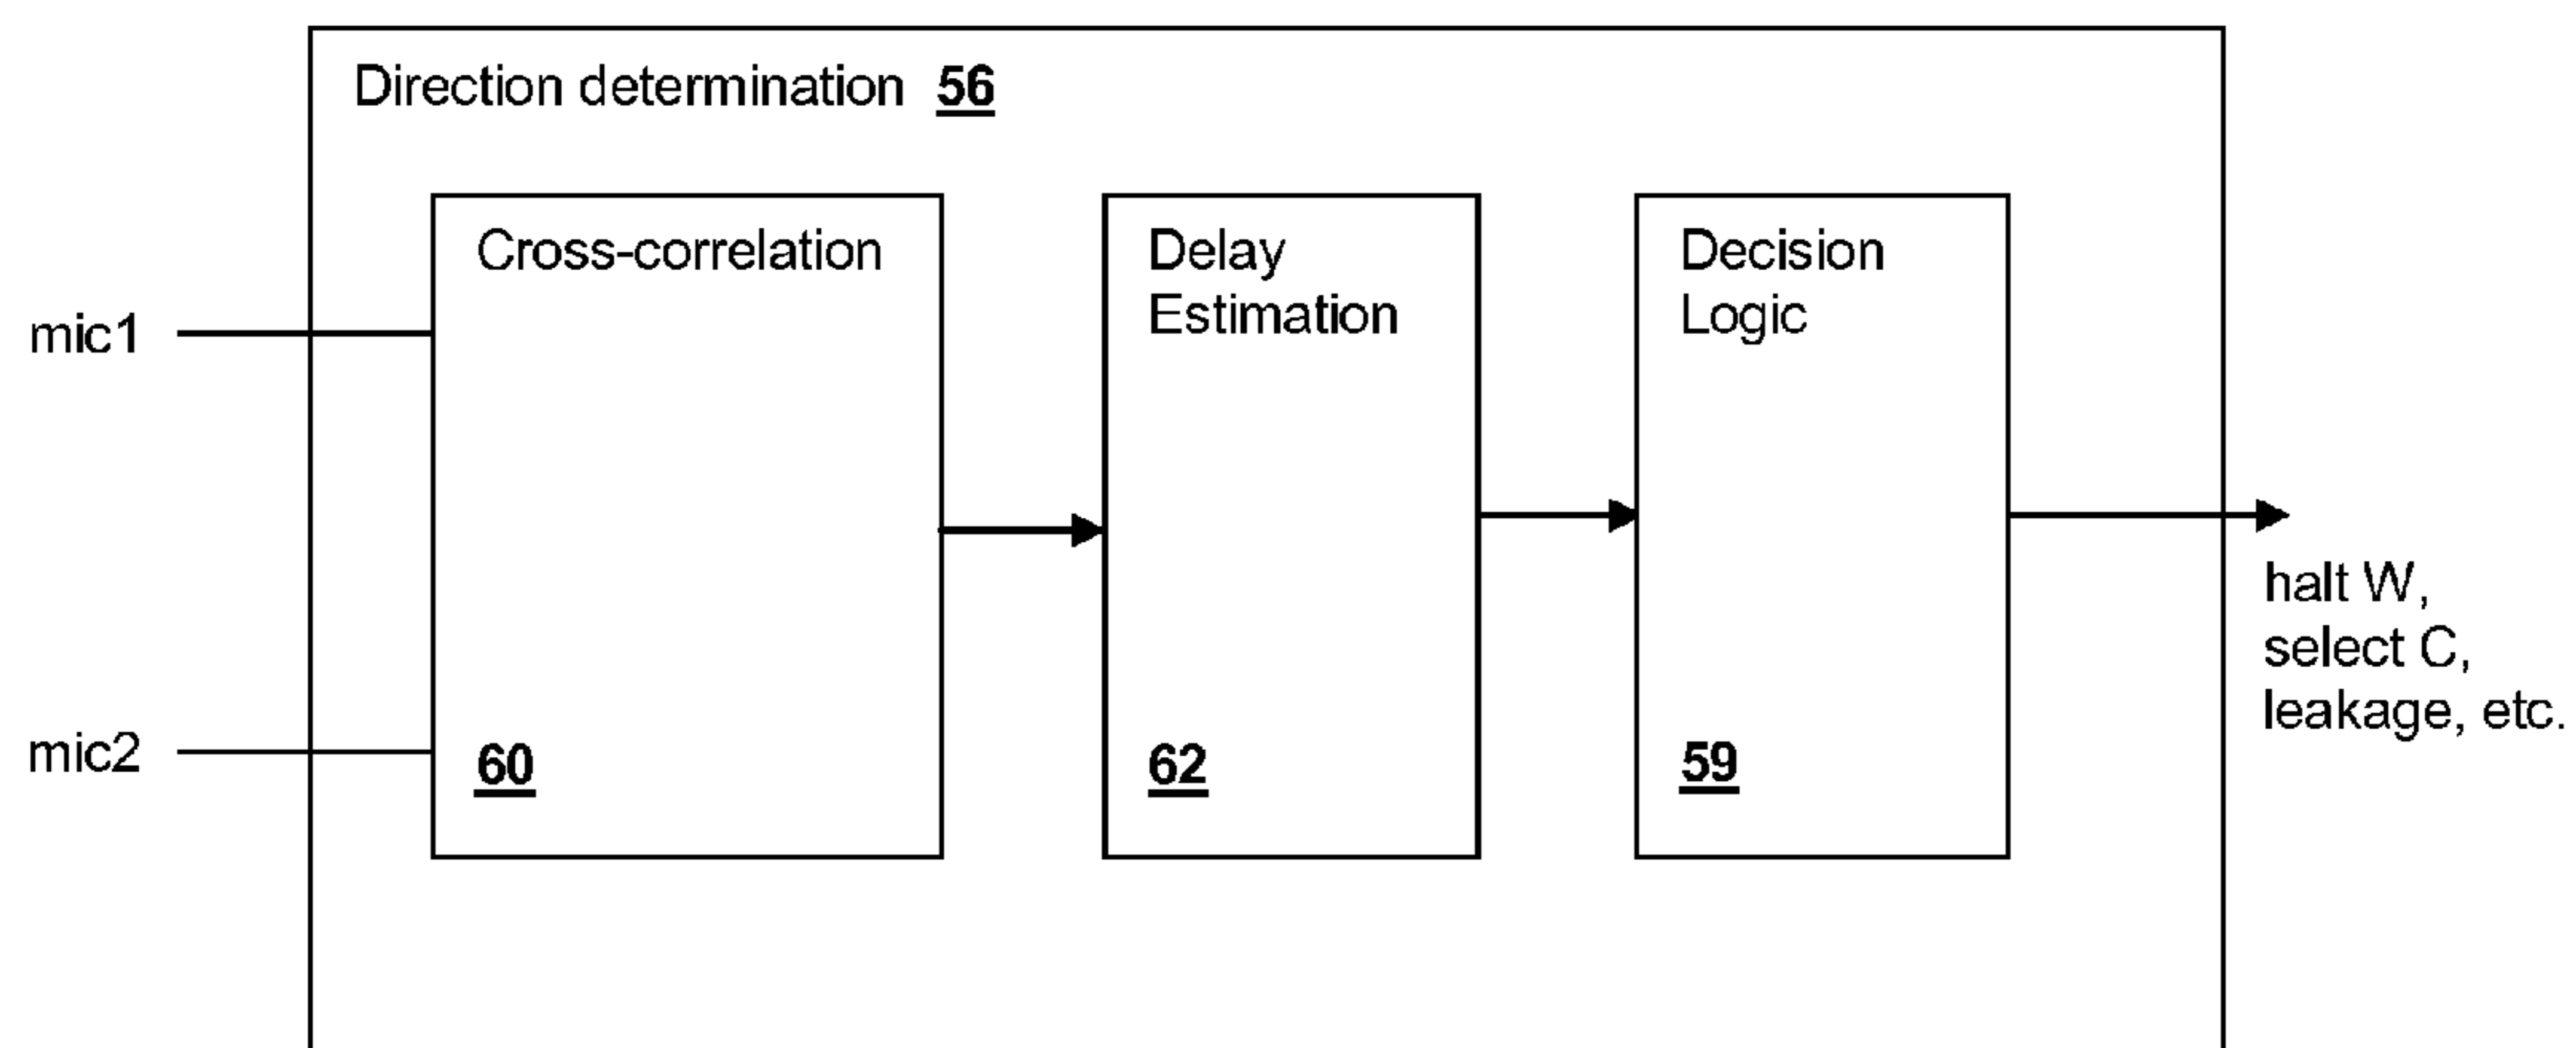 Direction determination 56
Cross-correlation
Delay
Estimation
Decision
Logic
mic1
mic2
60
62
59
halt W,
select C,
leakage, etc.